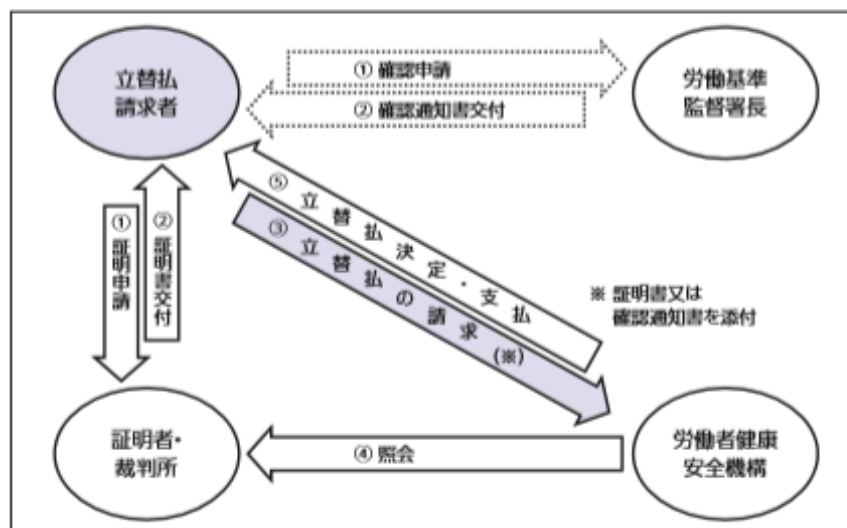 立替払
請求者
① 確認申請
② 確認通知書交付
労働基準
監督署長
① 証明申請
② 証明書交付
⑤ 立替払決定・支払
③ 立替払の請求(※)
※ 証明書又は
確認通知書を添付
証明者・
裁判所
④ 照会
労働者健康
安全機構